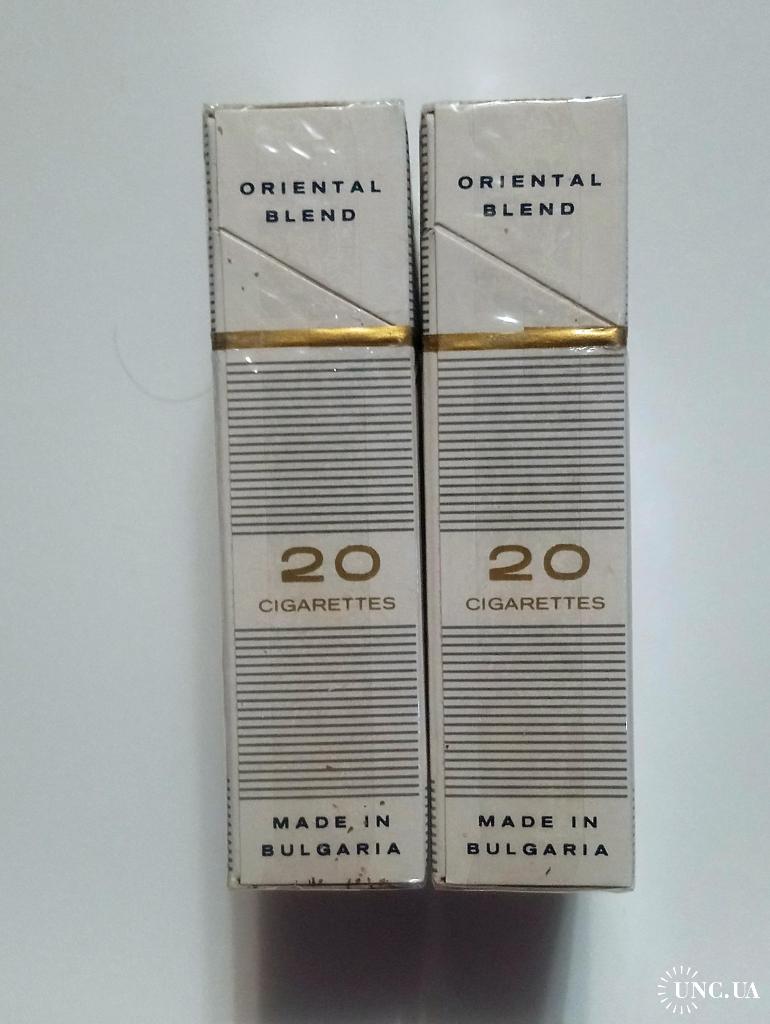 ORIENTAL
BLEND
20
CIGARETTES
MADE IN
BULGARIA
ORIENTAL
BLEND
20
CIGARETTES
MADE IN
BULGARIA
UNC.UA